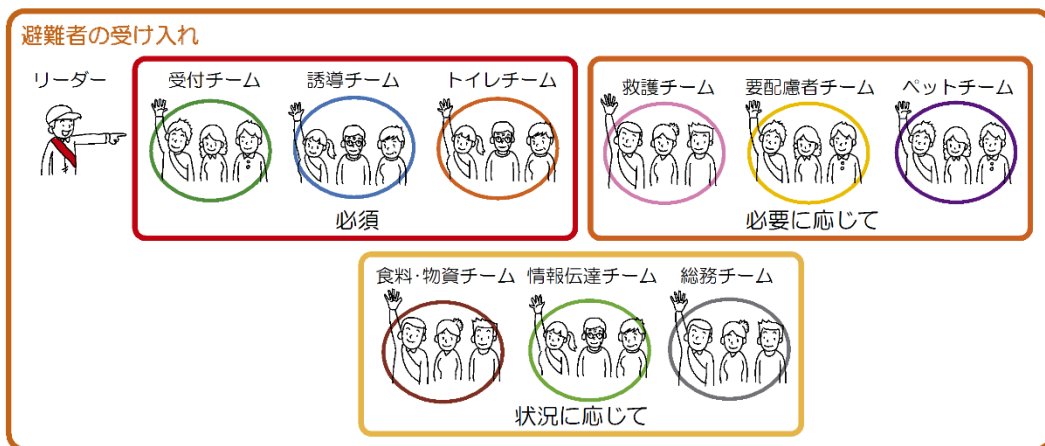 避難者の受け入れ
リーダー
受付チーム
誘導チーム
トイレチーム
必須
救護チーム
要配慮者チーム
ペットチーム
必要に応じて
食料・物資チーム
情報伝達チーム
総務チーム
状況に応じて